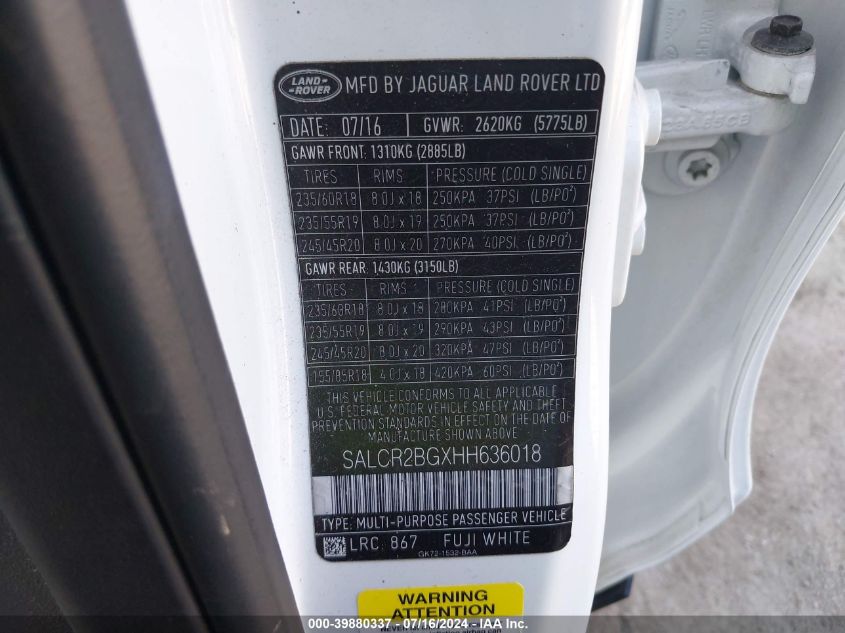 LAND ROVER MFD BY JAGUAR LAND ROVER LTD
DATE: 07/16 GVWR: 2620KG (5775LB)
GAWR FRONT: 1310KG (2885LB)
TIRES RIMS PRESSURE (COLD SINGLE)
235/60R18 8.0J x 18 250KPA 37PSI (LB/PO²)
235/55R19 8.0J x 19 250KPA 37PSI (LB/PO²)
245/45R20 8.0J x 20 270KPA 40PSI (LB/PO²)
GAWR REAR: 1430KG (3150LB)
TIRES RIMS PRESSURE (COLD SINGLE)
235/60R18 8.0J x 18 280KPA 41PSI (LB/PO²)
235/55R19 8.0J x 19 290KPA 43PSI (LB/PO²)
245/45R20 8.0J x 20 320KPA 47PSI (LB/PO²)
155/85R18 4.0J x 18 420KPA 60PSI (LB/PO²)
THIS VEHICLE CONFORMS TO ALL APPLICABLE
U.S. FEDERAL MOTOR VEHICLE SAFETY AND THEFT
PREVENTION STANDARDS IN EFFECT ON THE DATE OF
MANUFACTURE SHOWN ABOVE
SALCR2BGXHH636018
TYPE: MULTI-PURPOSE PASSENGER VEHICLE
LRC: 867 FUJI WHITE
GK72-1532-BAA
WARNING
ATTENTION
000-39880337 - 07/16/2024 - IAA Inc.